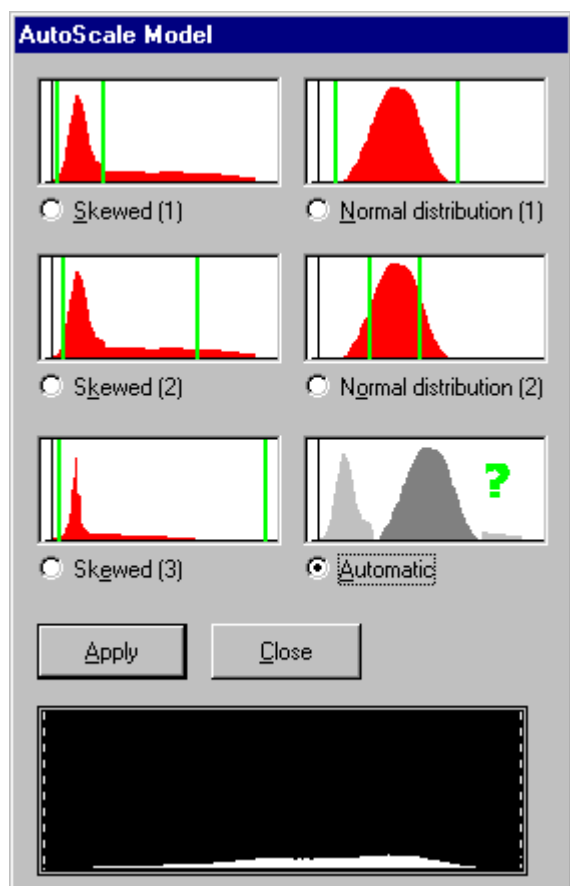 AutoScale Model
Skewed (1)
Normal distribution (1)
Skewed (2)
Normal distribution (2)
Skewed (3)
?
Automatic
Apply
Close